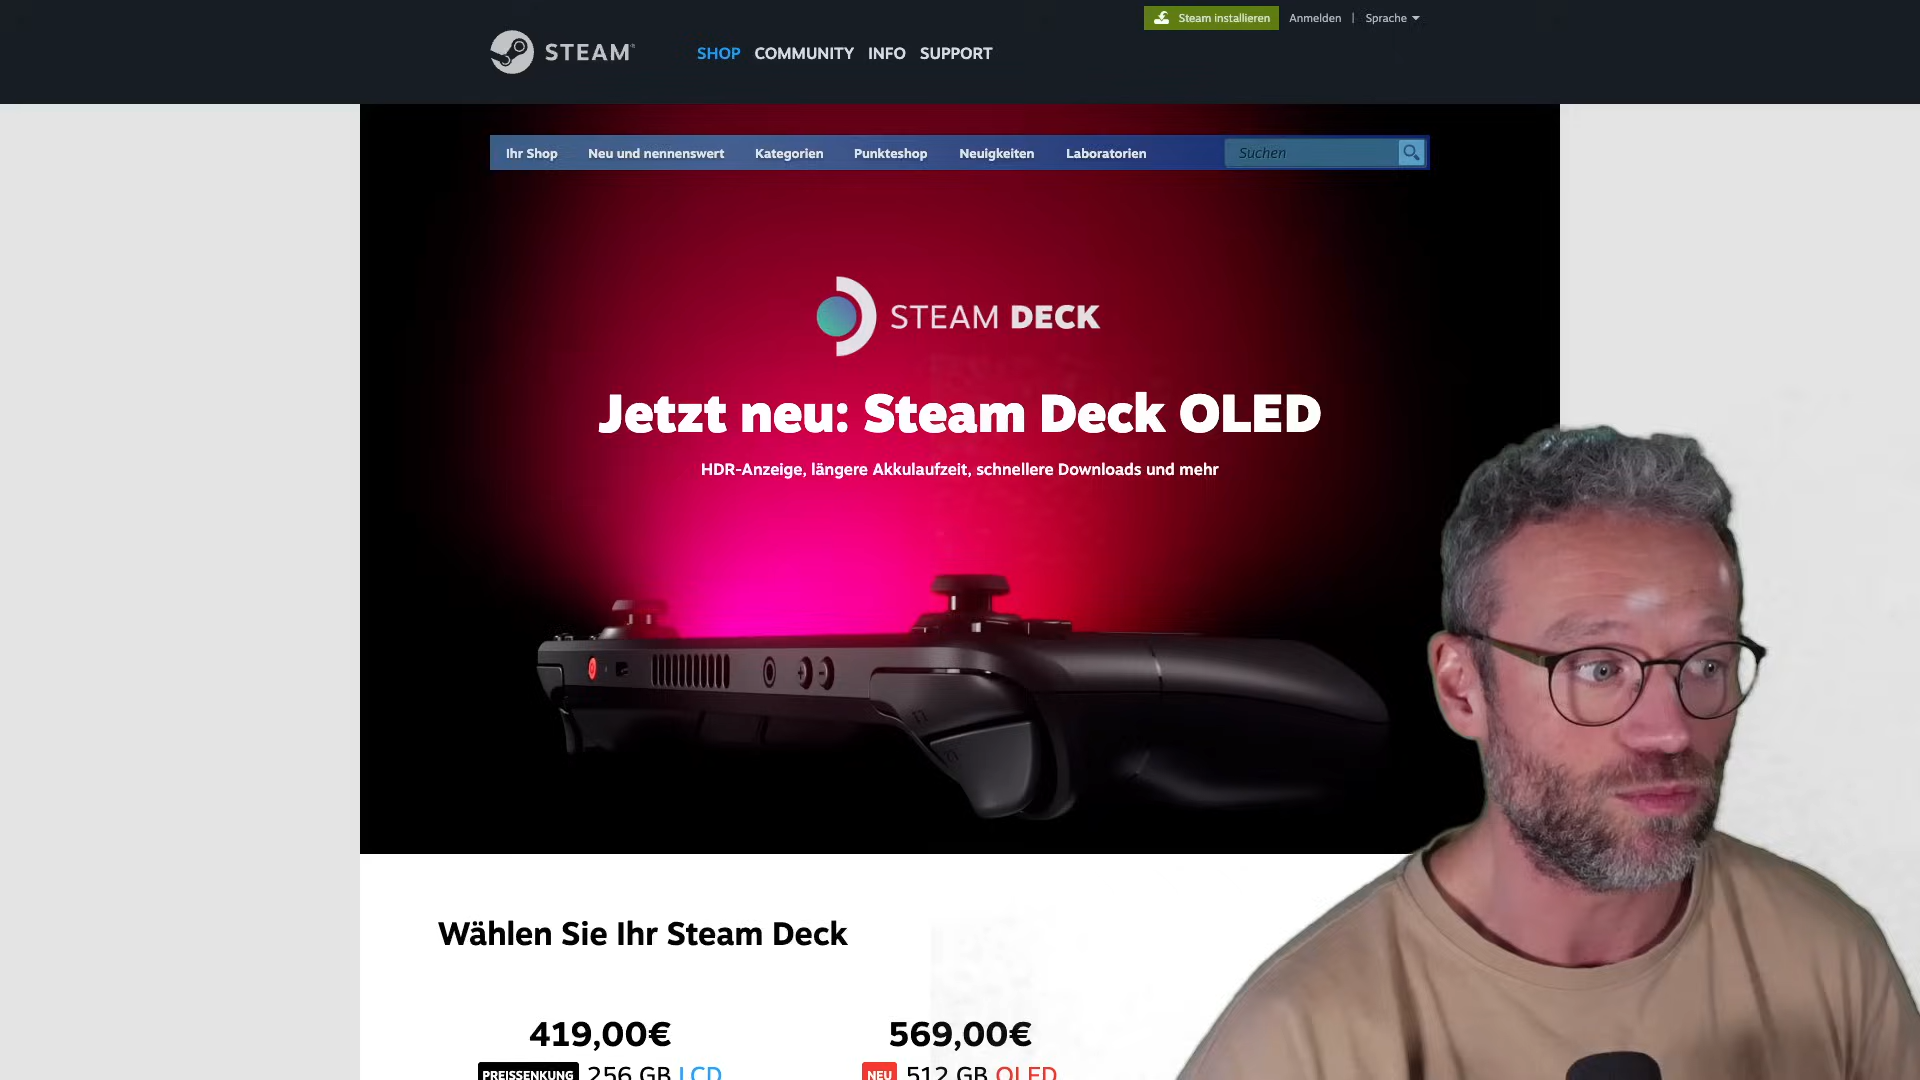 Steam installieren Anmelden | Sprache
STEAM® SHOP COMMUNITY INFO SUPPORT
Ihr Shop Neu und nennenswert Kategorien Punkteshop Neuigkeiten Laboratorien Suchen
STEAM DECK
Jetzt neu: Steam Deck OLED
HDR-Anzeige, längere Akkulaufzeit, schnellere Downloads und mehr
Wählen Sie Ihr Steam Deck
419,00€ 569,00€
PREISSENKUNG 256 GB LCD NEU 512 GB OLED